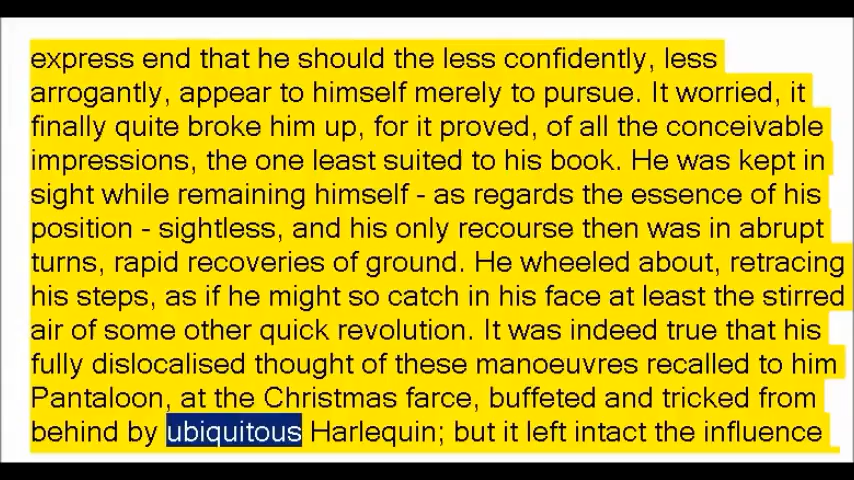 express end that he should the less confidently, less
arrogantly, appear to himself merely to pursue. It worried, it
finally quite broke him up, for it proved, of all the conceivable
impressions, the one least suited to his book. He was kept in
sight while remaining himself - as regards the essence of his
position - sightless, and his only recourse then was in abrupt
turns, rapid recoveries of ground. He wheeled about, retracing
his steps, as if he might so catch in his face at least the stirred
air of some other quick revolution. It was indeed true that his
fully dislocalised thought of these manoeuvres recalled to him
Pantaloon, at the Christmas farce, buffeted and tricked from
behind by ubiquitous Harlequin; but it left intact the influence